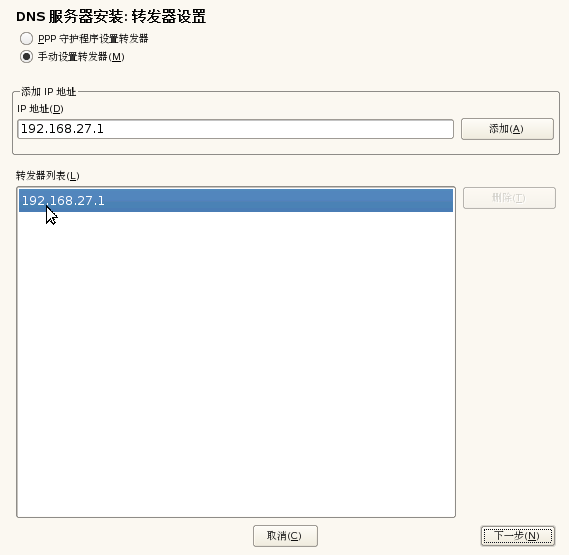 DNS 服务器安装: 转发器设置
PPP 守护程序设置转发器
手动设置转发器(M)
添加 IP 地址
IP 地址(D)
192.168.27.1
添加(A)
转发器列表(L)
192.168.27.1
删除(T)
取消(C)
下一步(N)